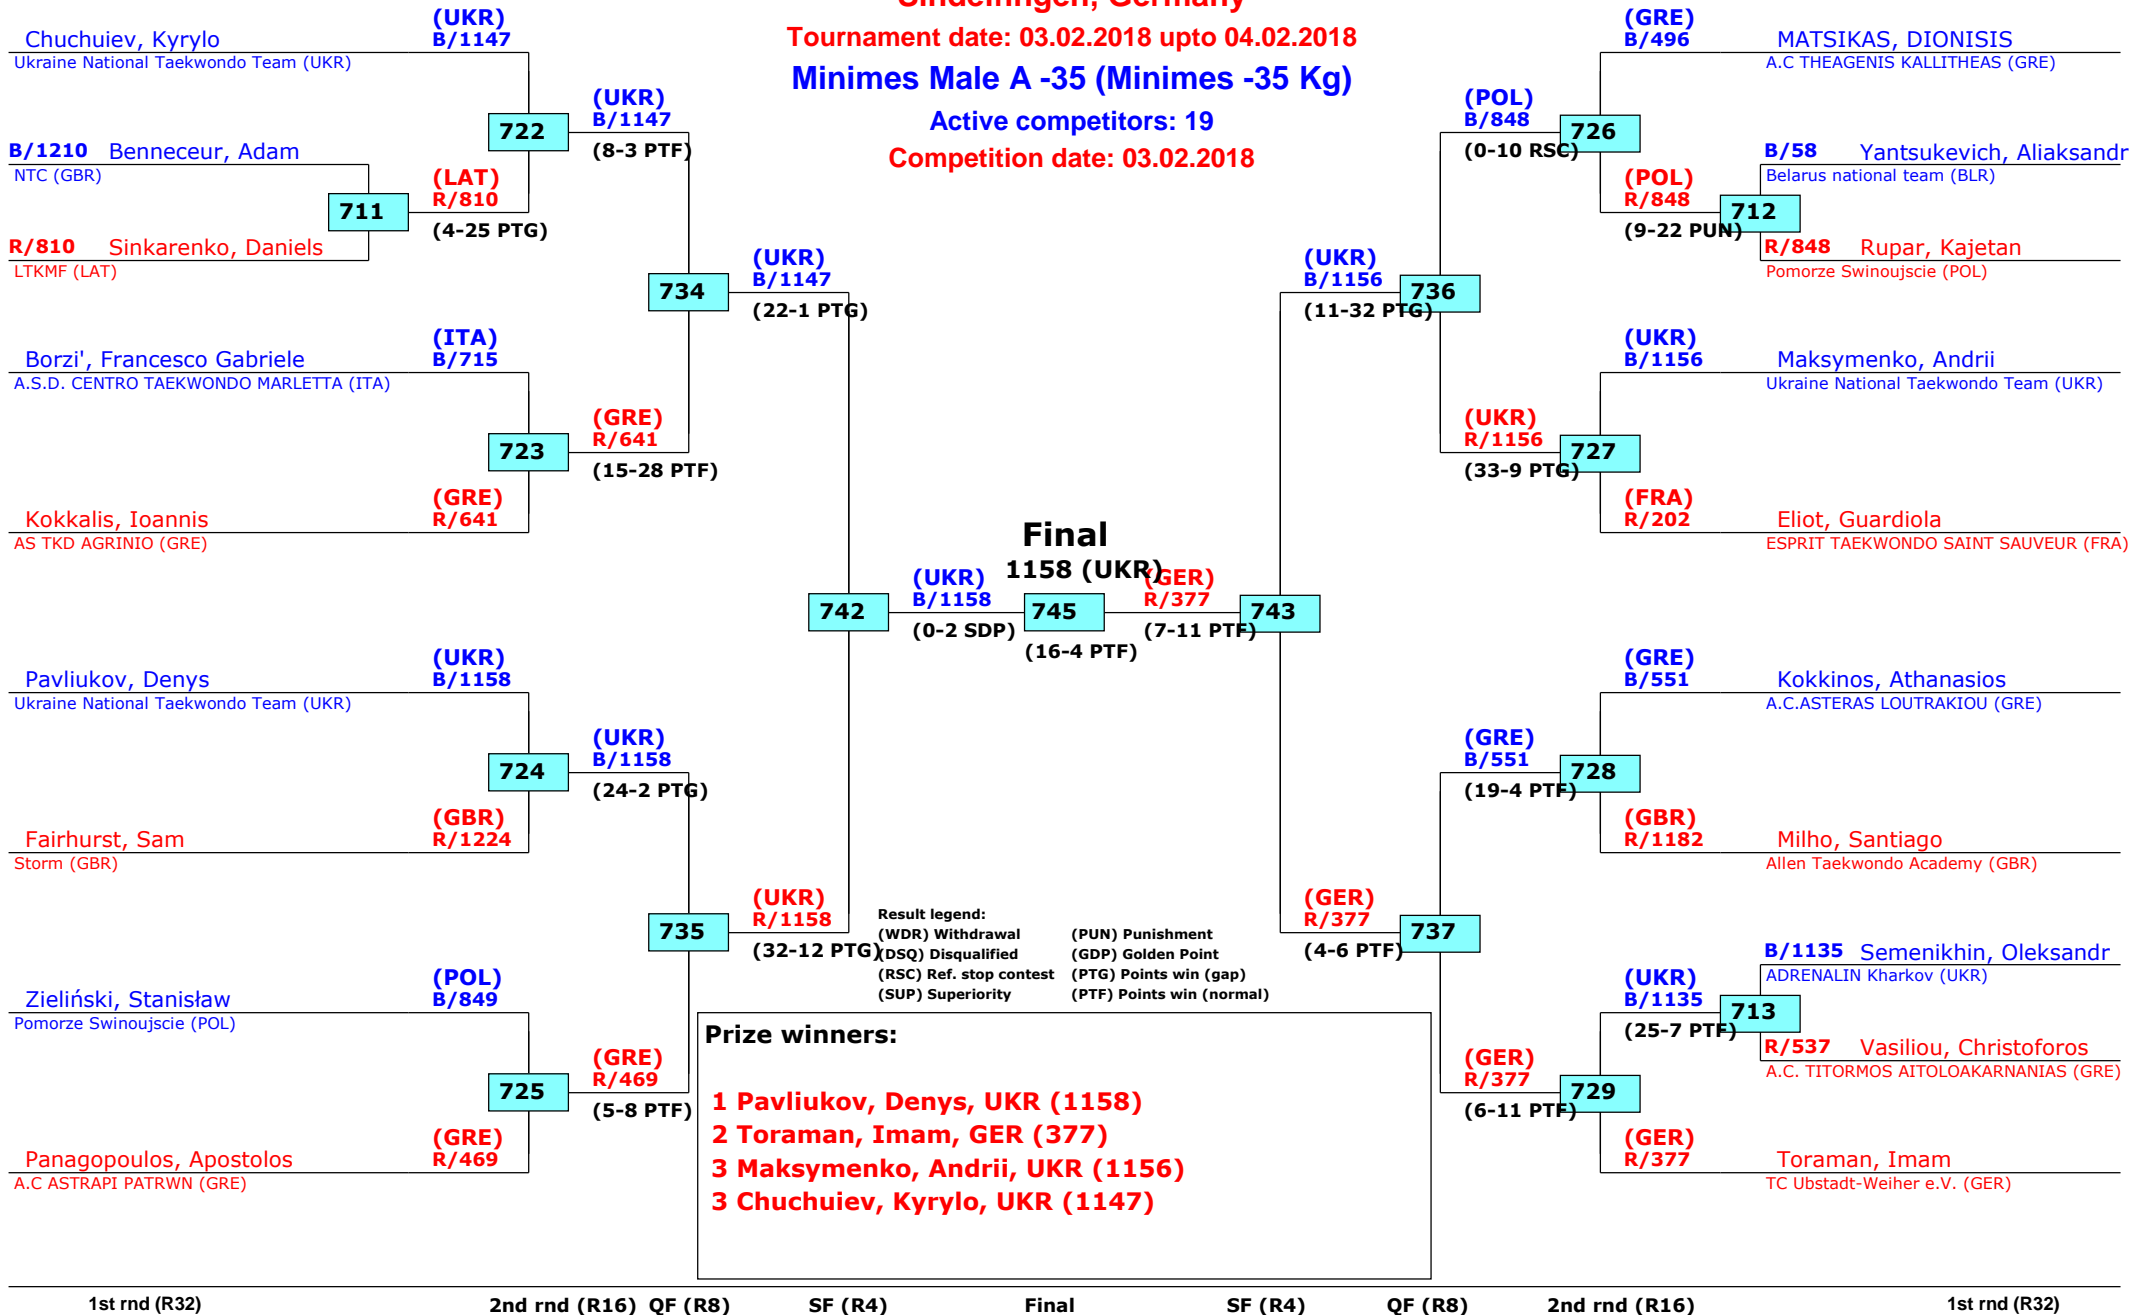 Sindelfingen, Germany
Tournament date: 03.02.2018 upto 04.02.2018
Minimes Male A -35 (Minimes -35 Kg)
Active competitors: 19
Competition date: 03.02.2018
Chuchuiev, Kyrylo
Ukraine National Taekwondo Team (UKR)
(UKR)
B/1147
B/1210 Benneceur, Adam
NTC (GBR)
R/810 Sinkarenko, Daniels
LTKMF (LAT)
711
(LAT)
R/810
(4-25 PTG)
722
(UKR)
B/1147
(8-3 PTF)
Borzi', Francesco Gabriele
A.S.D. CENTRO TAEKWONDO MARLETTA (ITA)
(ITA)
B/715
Kokkalis, Ioannis
AS TKD AGRINIO (GRE)
(GRE)
R/641
723
(GRE)
R/641
(15-28 PTF)
734
(UKR)
B/1147
(22-1 PTG)
Pavliukov, Denys
Ukraine National Taekwondo Team (UKR)
(UKR)
B/1158
Fairhurst, Sam
Storm (GBR)
(GBR)
R/1224
724
(UKR)
B/1158
(24-2 PTG)
Zieliński, Stanisław
Pomorze Swinoujscie (POL)
(POL)
B/849
Panagopoulos, Apostolos
A.C ASTRAPI PATRWN (GRE)
(GRE)
R/469
725
(GRE)
R/469
(5-8 PTF)
735
(UKR)
R/1158
(32-12 PTG)
742
(UKR)
B/1158
(0-2 SDP)
Final
1158 (UKR)
745
(16-4 PTF)
(GER)
R/377
(7-11 PTF)
743
(GRE)
B/496
MATSIKAS, DIONISIS
A.C THEAGENIS KALLITHEAS (GRE)
B/58 Yantsukevich, Aliaksandr
Belarus national team (BLR)
R/848 Rupar, Kajetan
Pomorze Swinoujscie (POL)
712
(POL)
R/848
(9-22 PUN)
726
(POL)
B/848
(0-10 RSC)
(UKR)
B/1156
Maksymenko, Andrii
Ukraine National Taekwondo Team (UKR)
(FRA)
R/202
Eliot, Guardiola
ESPRIT TAEKWONDO SAINT SAUVEUR (FRA)
727
(UKR)
R/1156
(33-9 PTG)
736
(UKR)
B/1156
(11-32 PTG)
(GRE)
B/551
Kokkinos, Athanasios
A.C.ASTERAS LOUTRAKIOU (GRE)
(GBR)
R/1182
Milho, Santiago
Allen Taekwondo Academy (GBR)
728
(GRE)
B/551
(19-4 PTF)
B/1135 Semenikhin, Oleksandr
ADRENALIN Kharkov (UKR)
R/537 Vasiliou, Christoforos
A.C. TITORMOS AITOLOAKARNANIAS (GRE)
713
(UKR)
B/1135
(25-7 PTF)
(GER)
R/377
Toraman, Imam
TC Ubstadt-Weiher e.V. (GER)
729
(GER)
R/377
(6-11 PTF)
737
(GER)
R/377
(4-6 PTF)
Result legend:
(WDR) Withdrawal (PUN) Punishment
(DSQ) Disqualified (GDP) Golden Point
(RSC) Ref. stop contest (PTG) Points win (gap)
(SUP) Superiority (PTF) Points win (normal)
Prize winners:
1 Pavliukov, Denys, UKR (1158)
2 Toraman, Imam, GER (377)
3 Maksymenko, Andrii, UKR (1156)
3 Chuchuiev, Kyrylo, UKR (1147)
1st rnd (R32) 2nd rnd (R16) QF (R8) SF (R4) Final SF (R4) QF (R8) 2nd rnd (R16) 1st rnd (R32)